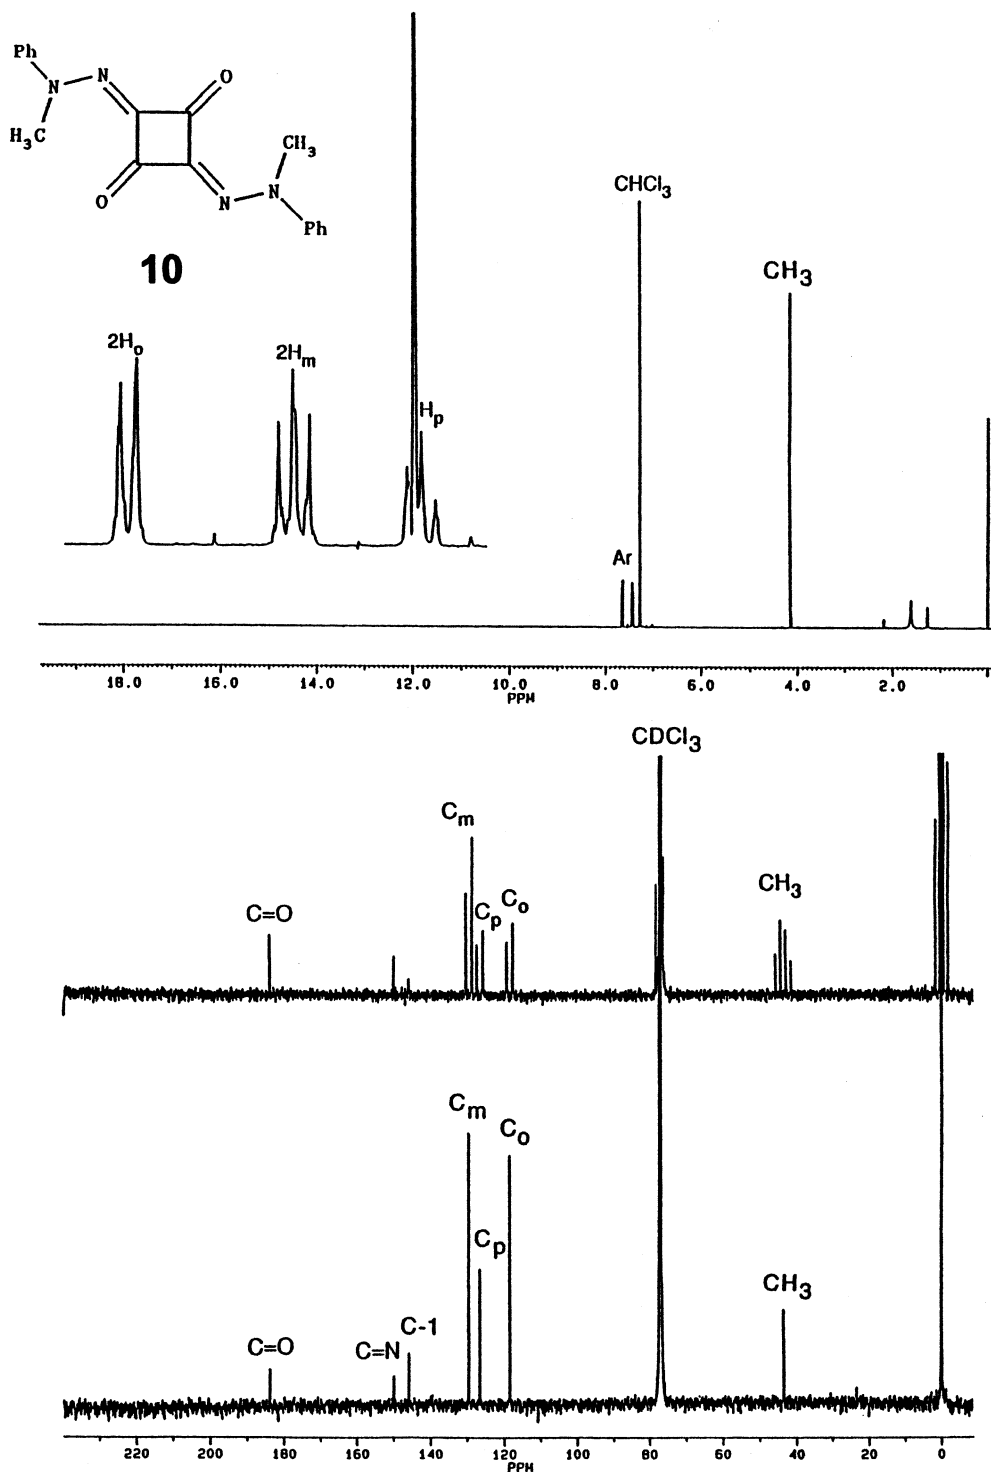 Ph
N
N
H₃C
O
O
CH₃
N
N
Ph
10
CHCl₃
CH₃
2Hₒ
2Hₘ
Hₚ
Ar
18.0 16.0 14.0 12.0 10.0 8.0 6.0 4.0 2.0
PPM
CDCl₃
Cₘ
Cₚ
Cₒ
C=O
CH₃
Cₘ
Cₒ
Cₚ
C-1
C=N
C=O
CH₃
220 200 180 160 140 120 100 80 60 40 20 0
PPM